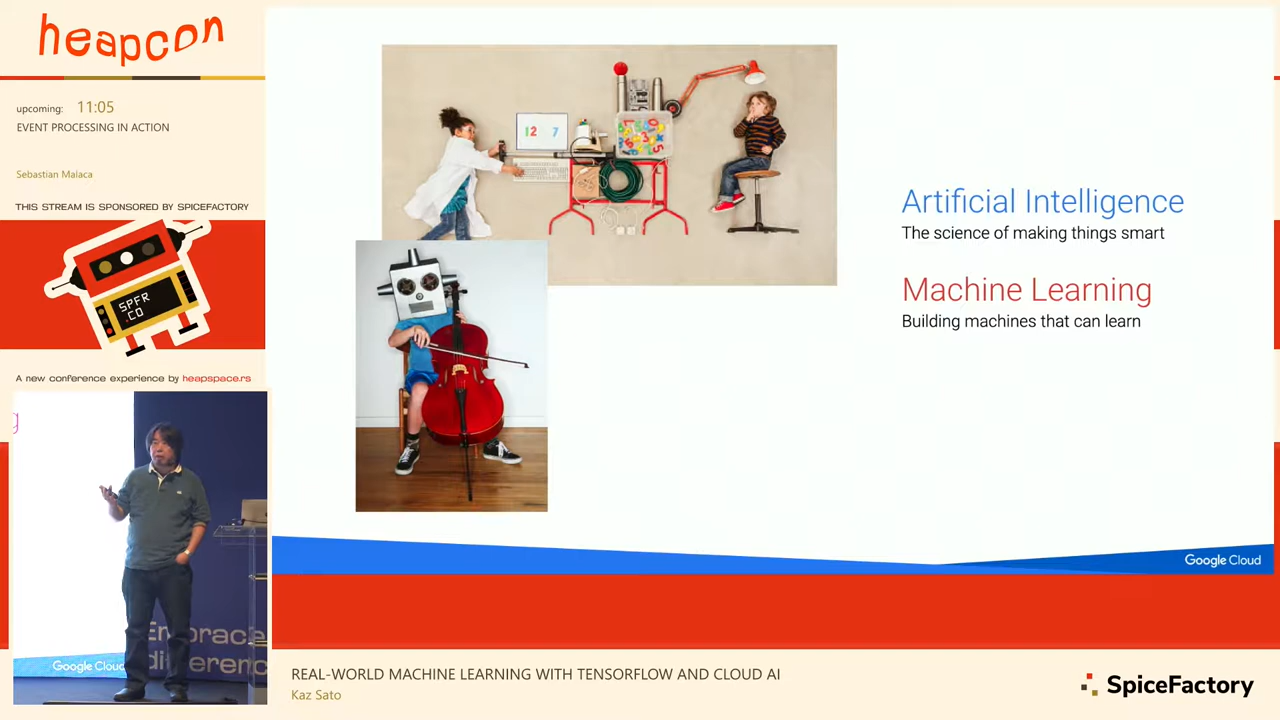 heapcon
upcoming: 11:05
EVENT PROCESSING IN ACTION
Sebastian Malaca
THIS STREAM IS SPONSORED BY SPICEFACTORY
SPFR
.CO
A new conference experience by heapspace.rs
g
Google Cloud
Embrace
difference
12 7
Artificial Intelligence
The science of making things smart
Machine Learning
Building machines that can learn
Google Cloud
REAL-WORLD MACHINE LEARNING WITH TENSORFLOW AND CLOUD AI
Kaz Sato
SpiceFactory